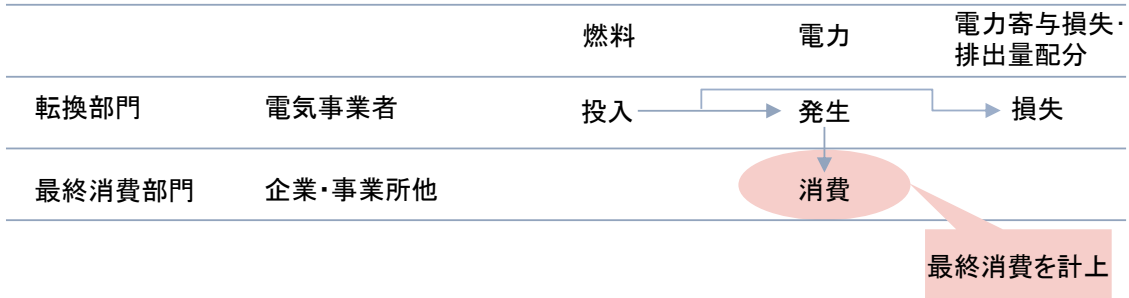 燃料
電力
電力寄与損失・
排出量配分
転換部門
電気事業者
投入
発生
損失
最終消費部門
企業・事業所他
消費
最終消費を計上